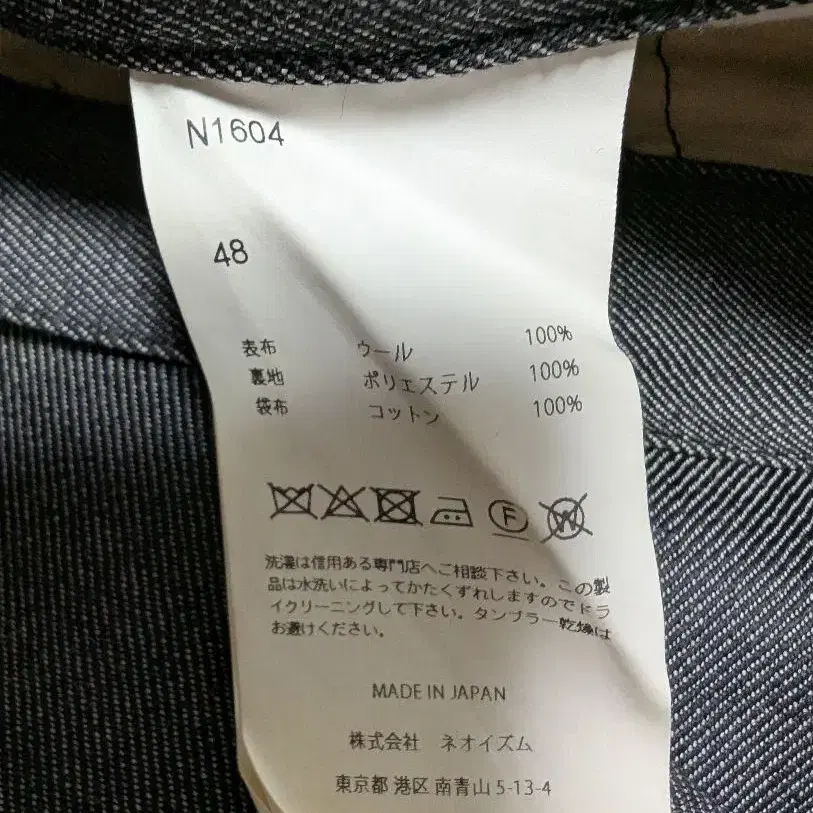 N1604
48
表布 ウール 100%
裏地 ポリエステル 100%
袋布 コットン 100%
F W
洗濯は信用ある専門店へご相談下さい。この製
品は水洗いによってかたくずれしますのでドラ
イクリーニングして下さい。タンブラー乾燥は
お避けください。
MADE IN JAPAN
株式会社 ネオイズム
東京都 港区 南青山 5-13-4